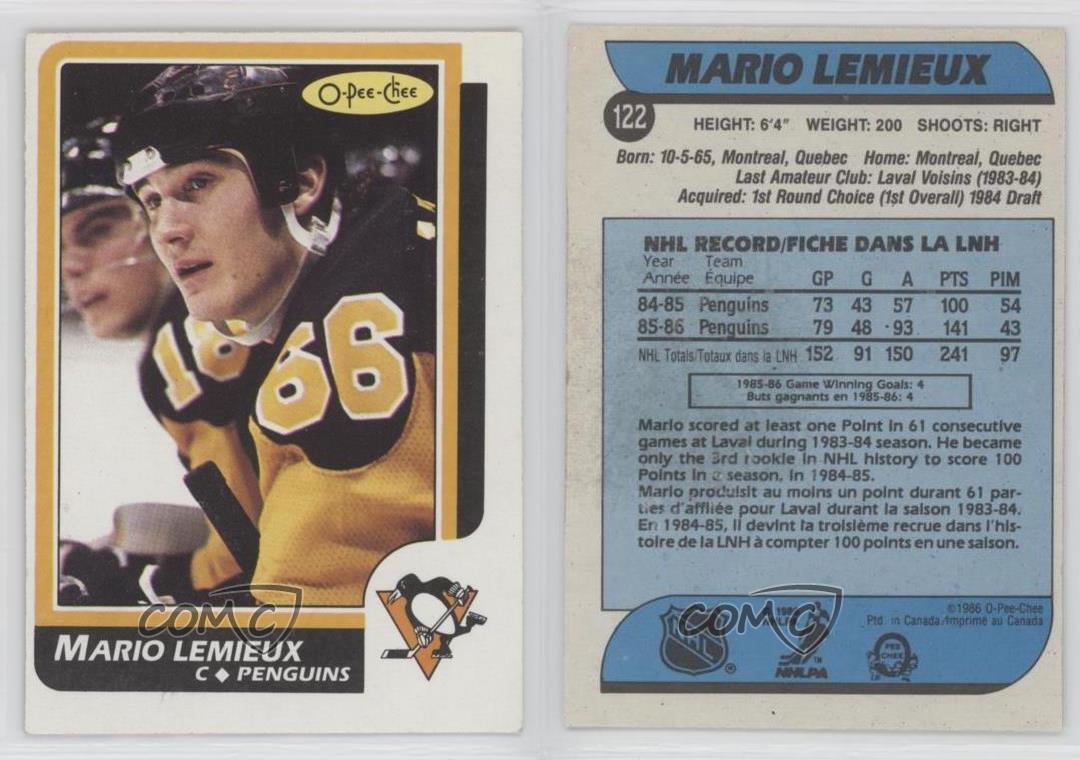 O-Pee-Chee
66
MARIO LEMIEUX
C ◆ PENGUINS
COMC
MARIO LEMIEUX
122
HEIGHT: 6'4" WEIGHT: 200 SHOOTS: RIGHT
Born: 10-5-65, Montreal, Quebec Home: Montreal, Quebec
Last Amateur Club: Laval Voisins (1983-84)
Acquired: 1st Round Choice (1st Overall) 1984 Draft
NHL RECORD/FICHE DANS LA LNH
Year Team
Année Équipe GP G A PTS PIM
84-85 Penguins 73 43 57 100 54
85-86 Penguins 79 48 93 141 43
NHL Totals/Totaux dans la LNH 152 91 150 241 97
1985-86 Game Winning Goals: 4
Buts gagnants en 1985-86: 4
Mario scored at least one Point in 61 consecutive
games at Laval during 1983-84 season. He became
only the 3rd rookie in NHL history to score 100
Points in a season, in 1984-85.
Mario produisit au moins un point durant 61 par-
ties d'affliée pour Laval durant la saison 1983-84.
En 1984-85, il devint la troisième recrue dans l'his-
toire de la LNH à compter 100 points en une saison.
©1986 O-Pee-Chee
Ptd. in Canada/Imprimé au Canada
NHL
NHLPA
O PEE CHEE
COMC